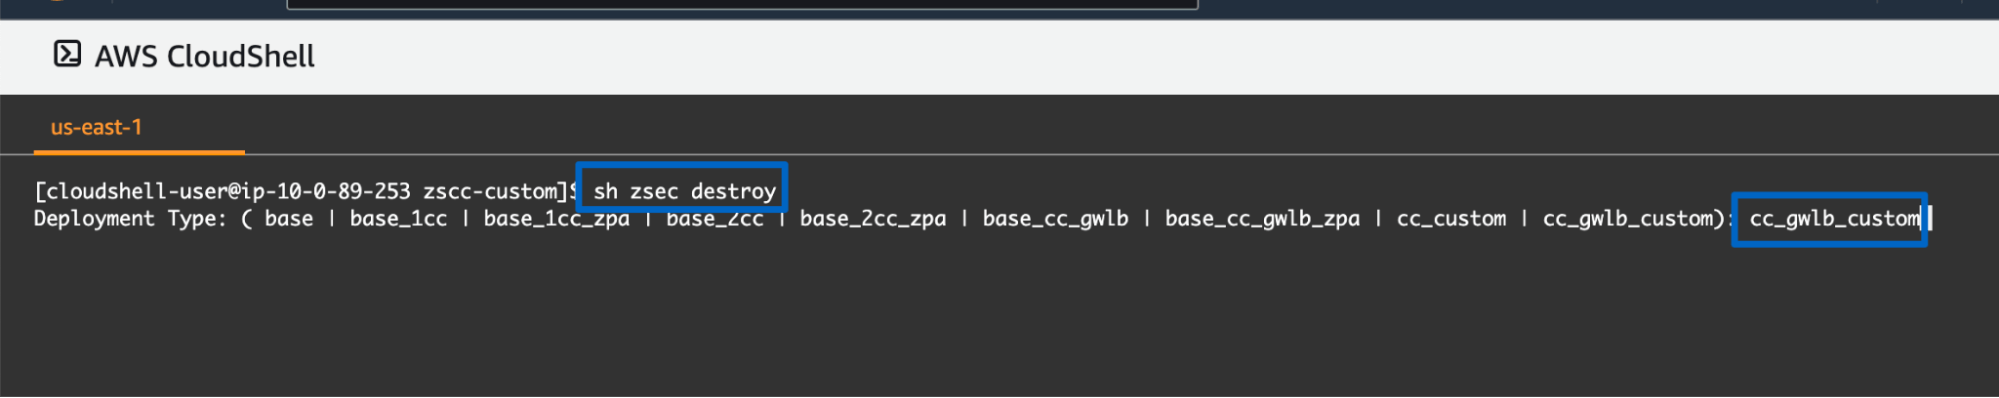 AWS CloudShell
us-east-1
[cloudshell-user@ip-10-0-89-253 zscc-custom]$ sh zsec destroy
Deployment Type: ( base | base_1cc | base_1cc_zpa | base_2cc | base_2cc_zpa | base_cc_gwlb | base_cc_gwlb_zpa | cc_custom | cc_gwlb_custom): cc_gwlb_custom